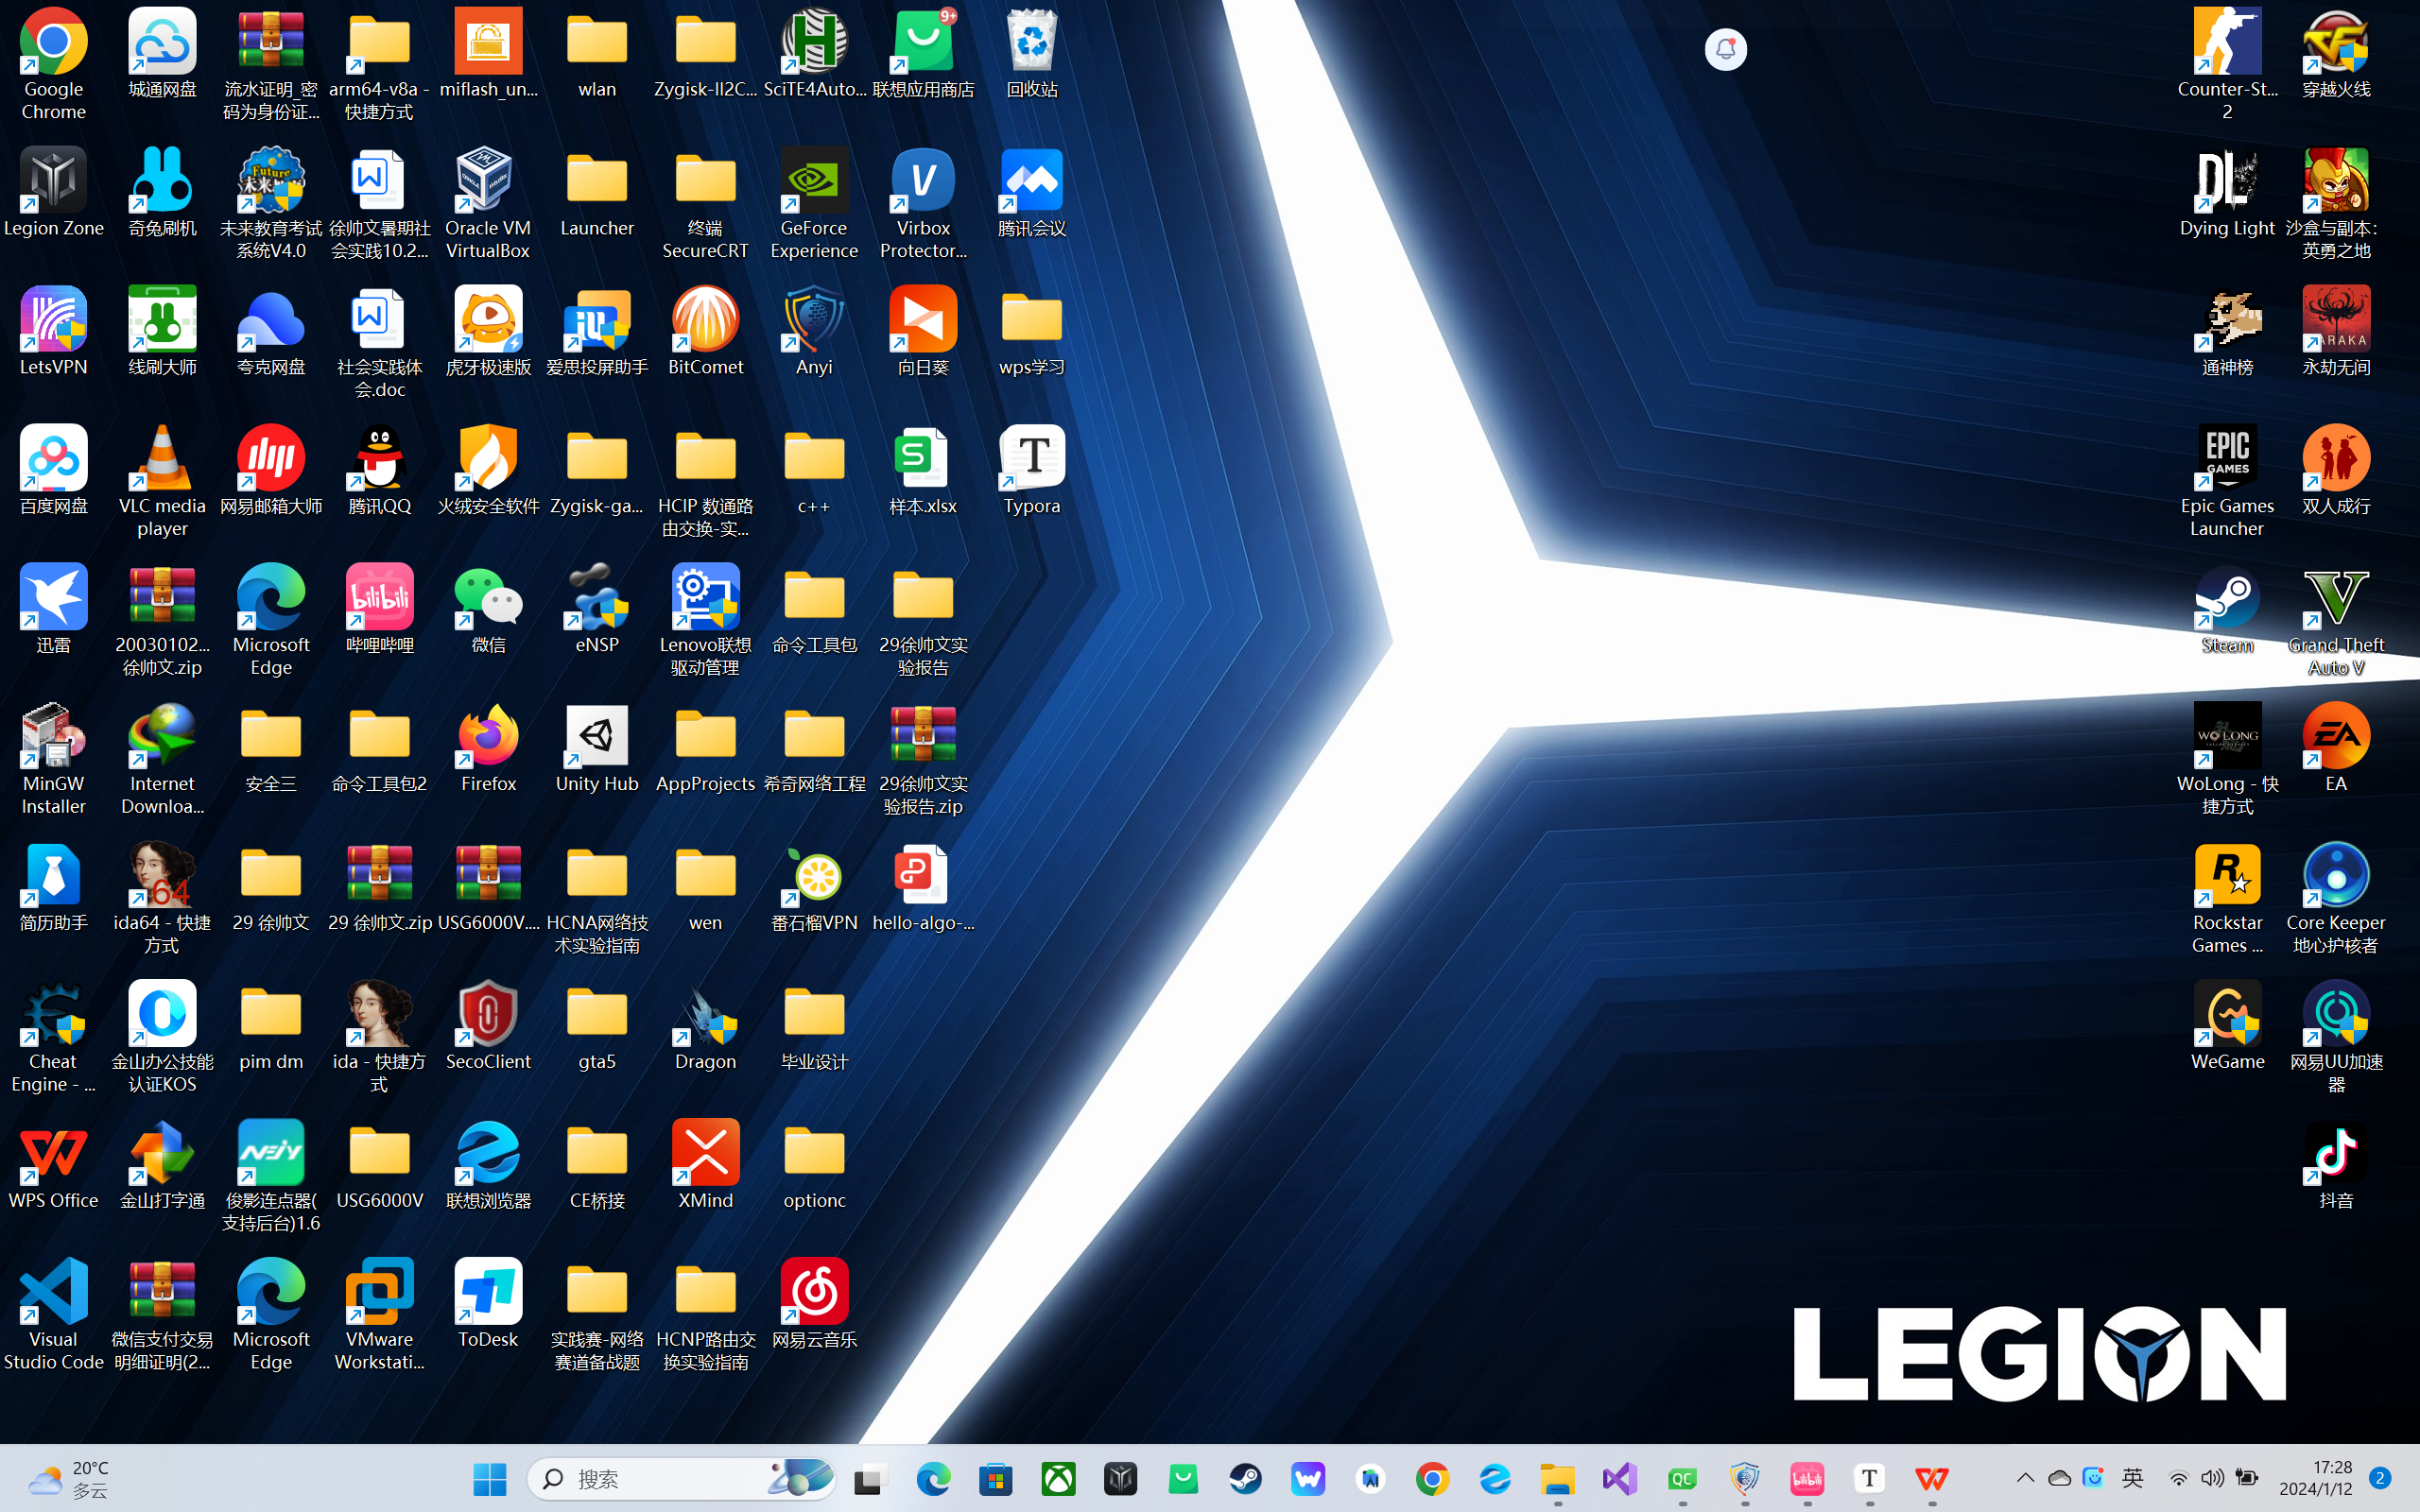 Google
Chrome
城通网盘
流水证明_密
码为身份证...
arm64-v8a -
快捷方式
miflash_un...
wlan
Zygisk-Il2C...
SciTE4Auto...
9+
联想应用商店
回收站
Counter-St...
2
穿越火线
Legion Zone
奇兔刷机
Future
未来教育考试
系统V4.0
徐帅文暑期社
会实践10.2...
Oracle VM
VirtualBox
Launcher
终端
SecureCRT
GeForce
Experience
Virbox
Protector...
腾讯会议
DL
Dying Light
沙盒与副本：
英勇之地
LetsVPN
线刷大师
夸克网盘
社会实践体
会.doc
虎牙极速版
爱思投屏助手
BitComet
Anyi
向日葵
wps学习
通神榜
ARAKA
永劫无间
百度网盘
VLC media
player
网易邮箱大师
腾讯QQ
火绒安全软件
Zygisk-ga...
HCIP 数通路
由交换-实...
c++
样本.xlsx
Typora
EPIC
GAMES
Epic Games
Launcher
双人成行
迅雷
20030102...
徐帅文.zip
Microsoft
Edge
bilibili
哔哩哔哩
微信
eNSP
Lenovo联想
驱动管理
命令工具包
29徐帅文实
验报告
Steam
Grand Theft
Auto V
MinGW
Installer
Internet
Downloa...
安全三
命令工具包2
Firefox
Unity Hub
AppProjects
希奇网络工程
29徐帅文实
验报告.zip
WO LONG
WoLong - 快
捷方式
EA
EA
简历助手
64
ida64 - 快捷
方式
29 徐帅文
29 徐帅文.zip
USG6000V....
HCNA网络技
术实验指南
wen
番石榴VPN
hello-algo-...
Rockstar
Games ...
Core Keeper
地心护核者
Cheat
Engine - ...
金山办公技能
认证KOS
pim dm
ida - 快捷方
式
SecoClient
gta5
Dragon
毕业设计
WeGame
网易UU加速
器
WPS Office
金山打字通
俊影连点器(
支持后台)1.6
USG6000V
联想浏览器
CE桥接
XMind
optionc
抖音
Visual
Studio Code
微信支付交易
明细证明(2...
Microsoft
Edge
VMware
Workstati...
ToDesk
实践赛-网络
赛道备战题
HCNP路由交
换实验指南
网易云音乐
LEGION
20°C
多云
搜索
QC
bilibili
T
英
17:28
2024/1/12
2